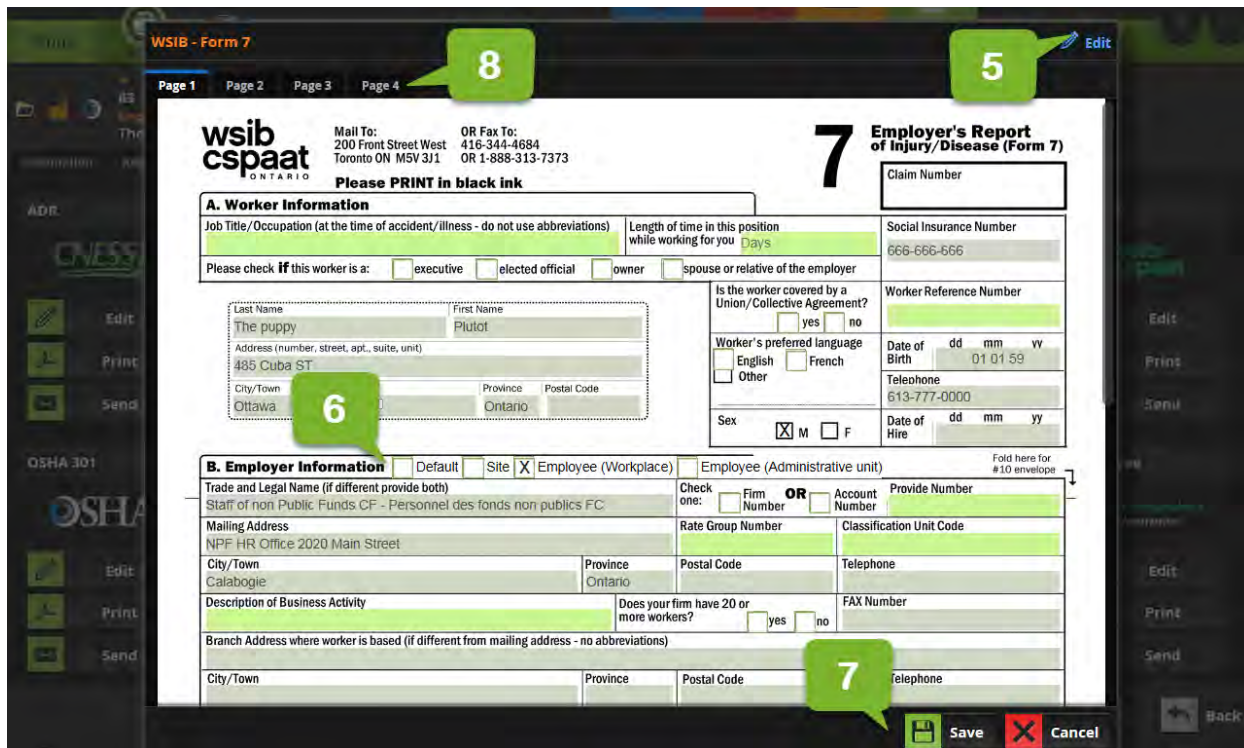 WSIB - Form 7
Edit
8
5
Page 1 Page 2 Page 3 Page 4
wsib
cspaat
ONTARIO
Mail To: OR Fax To:
200 Front Street West 416-344-4684
Toronto ON M5V 3J1 OR 1-888-313-7373
Please PRINT in black ink
7
Employer's Report
of Injury/Disease (Form 7)
Claim Number
A. Worker Information
Job Title/Occupation (at the time of accident/illness - do not use abbreviations)
Length of time in this position
while working for you Days
Social Insurance Number
666-666-666
Please check if this worker is a: executive elected official owner spouse or relative of the employer
Is the worker covered by a
Union/Collective Agreement?
yes no
Worker Reference Number
Last Name First Name
The puppy Plutot
Address (number, street, apt., suite, unit)
485 Cuba ST
City/Town Province Postal Code
Ottawa Ontario
6
Worker's preferred language
English French
Other
Date of Birth dd mm yy
01 01 59
Telephone
613-777-0000
Sex X M F
Date of Hire dd mm yy
B. Employer Information Default Site X Employee (Workplace) Employee (Administrative unit)
Fold here for
#10 envelope
Trade and Legal Name (if different provide both)
Staff of non Public Funds CF - Personnel des fonds non publics FC
Check one: Firm Number OR Account Number
Provide Number
Mailing Address
NPF HR Office 2020 Main Street
Rate Group Number
Classification Unit Code
City/Town Province Postal Code Telephone
Calabogie Ontario
Description of Business Activity
Does your firm have 20 or
more workers? yes no
FAX Number
Branch Address where worker is based (if different from mailing address - no abbreviations)
City/Town Province Postal Code Telephone
7
Save Cancel
ADR
Edit
Print
Send
OSHA 301
OSHA
Edit
Print
Send
Edit
Print
Send
Edit
Print
Send
Back